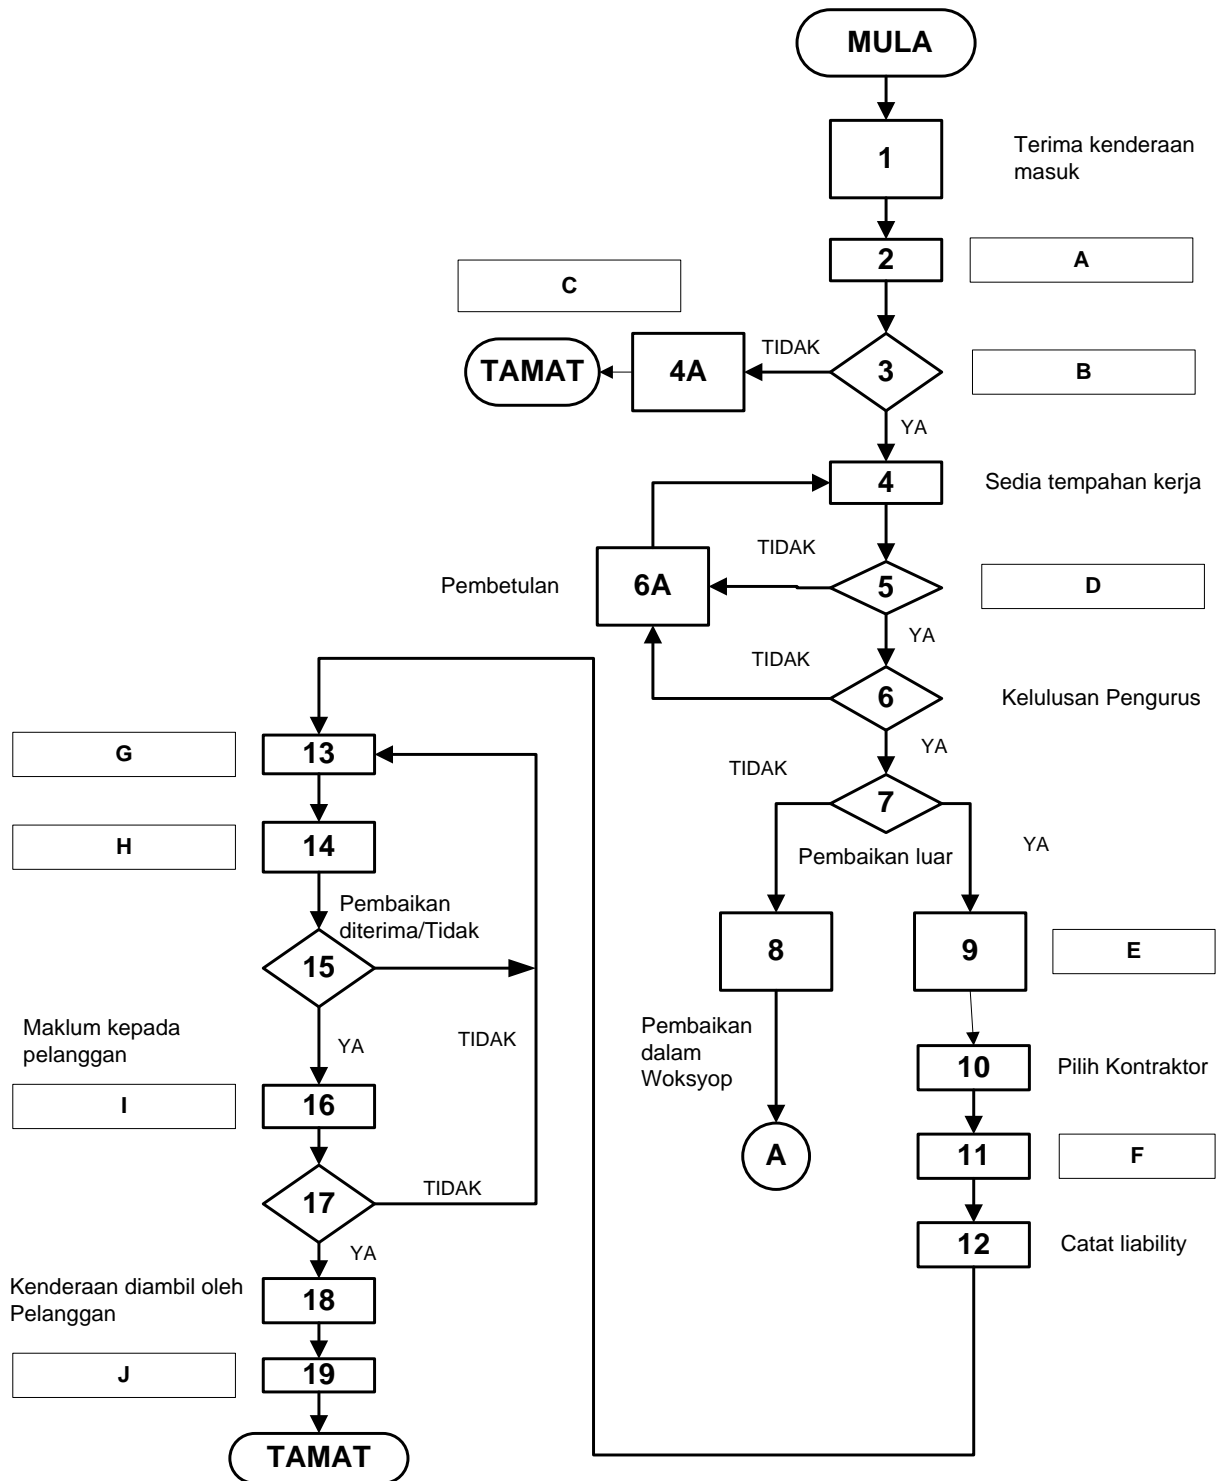 MULA
1
Terima kenderaan
masuk
2
A
C
TIDAK
TAMAT
4A
3
B
YA
4
Sedia tempahan kerja
TIDAK
Pembetulan
6A
5
D
YA
TIDAK
6
Kelulusan Pengurus
YA
TIDAK
7
Pembaikan luar
YA
8
Pembaikan
dalam
Woksyop
A
9
E
10
Pilih Kontraktor
11
F
12
Catat liability
G
13
H
14
Pembaikan
diterima/Tidak
15
TIDAK
YA
Maklum kepada
pelanggan
I
16
17
TIDAK
YA
Kenderaan diambil oleh
Pelanggan
18
J
19
TAMAT